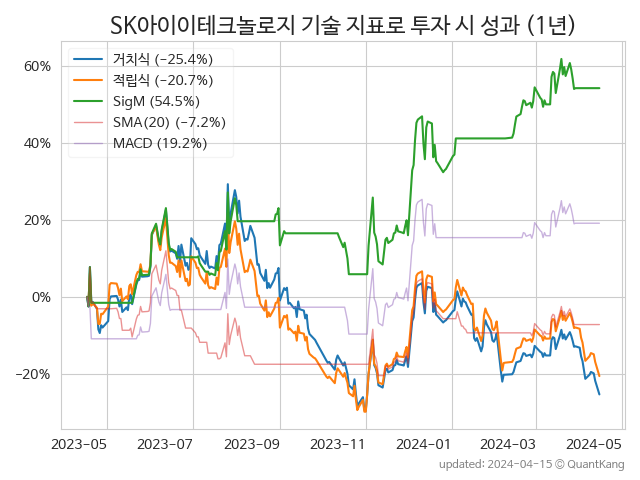 SK아이이테크놀로지 기술 지표로 투자 시 성과 (1년)
거치식 (−25.4%)
적립식 (−20.7%)
SigM (54.5%)
SMA(20) (−7.2%)
MACD (19.2%)
60%
40%
20%
0%
−20%
2023-05 2023-07 2023-09 2023-11 2024-01 2024-03 2024-05
updated: 2024-04-15 © QuantKang